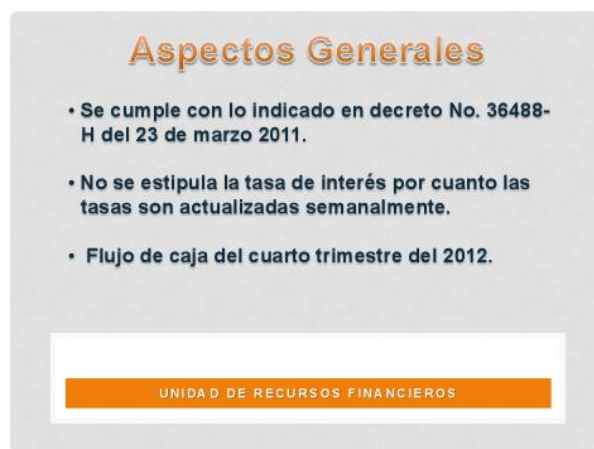 Aspectos Generales
• Se cumple con lo indicado en decreto No. 36488-
H del 23 de marzo 2011.
• No se estipula la tasa de interés por cuanto las
tasas son actualizadas semanalmente.
• Flujo de caja del cuarto trimestre del 2012.
UNIDAD DE RECURSOS FINANCIEROS